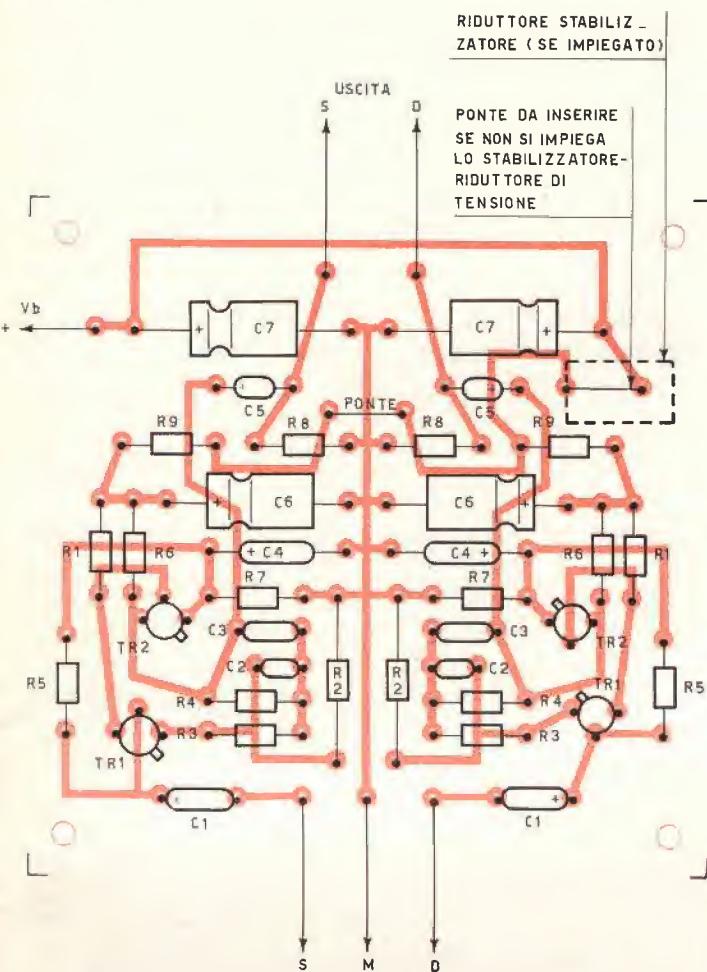 RIDUTTORE STABILIZ_
ZATORE (SE IMPIEGATO)
USCITA
S D
PONTE DA INSERIRE
SE NON SI IMPIEGA
LO STABILIZZATORE-
RIDUTTORE DI
TENSIONE
+ Vb
+ C7
C7 +
C5
C5
PONTE
R9
R8
R8
R9
+ C6
C6 +
R1
R6
+ C4
C4 +
R6
R1
R7
R7
TR2
C3
C3
TR2
C2
R2
R2
C2
R5
R4
R4
TR1
R5
R3
R3
TR1
C1
C1
+
S M D